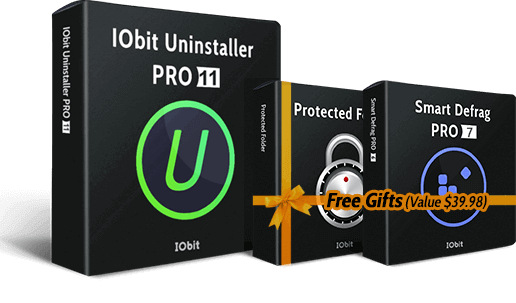 IObit Uninstaller PRO 11
IObit Uninstaller
PRO 11
U
IObit
Protected Folder
Protected Fo
IObit
Smart Defrag PRO
Smart Defrag
PRO 7
IObit
Free Gifts (Value $39.98)